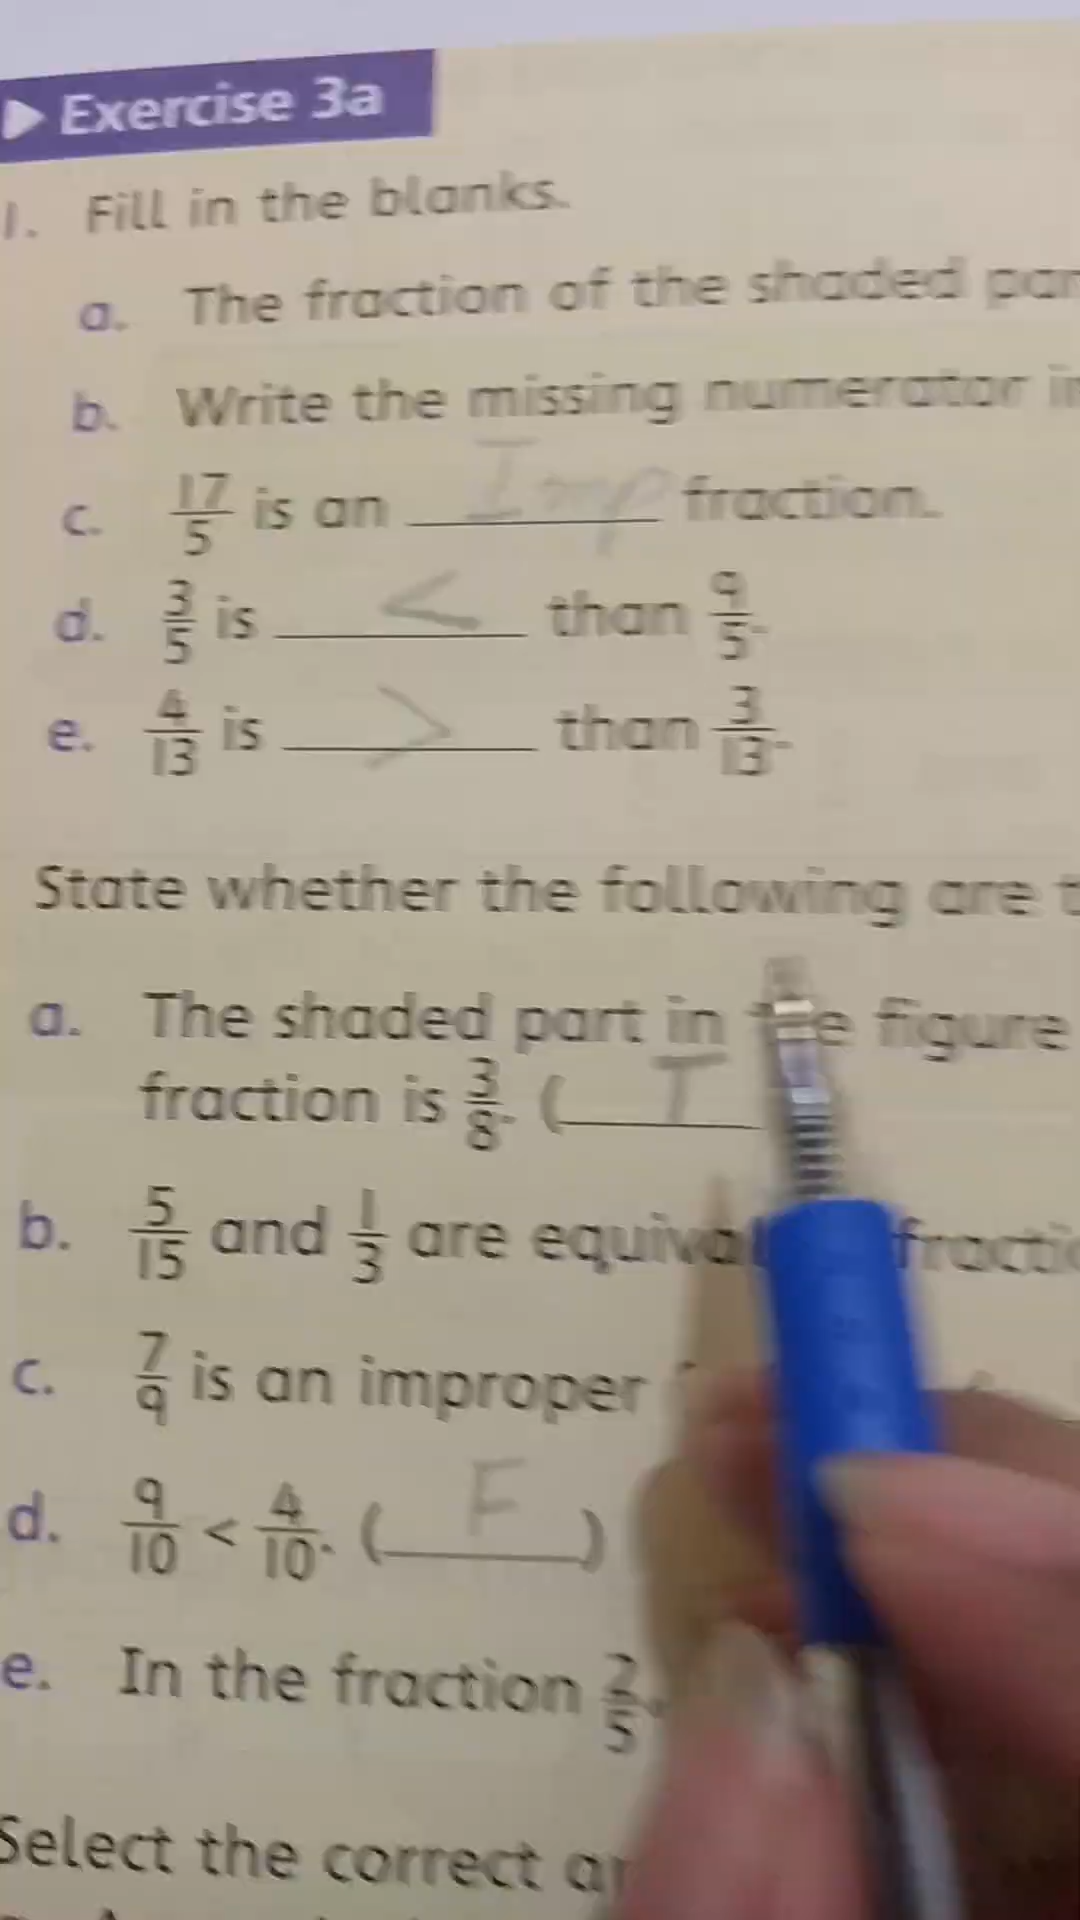 Exercise 3a
1. Fill in the blanks.
a. The fraction of the shaded
b. Write the missing numerator
c. 17/5 is an Imp fraction.
d. 3/5 is < than 9/5.
e. 4/13 is > than 3/13.
State whether the following are
a. The shaded part in the figure
fraction is 3/8. ( T
b. 5/15 and 1/3 are
c. 7/9 is an improper
d. 9/10 < 4/10. ( F )
e. In the fraction 2/5,
Select the correct